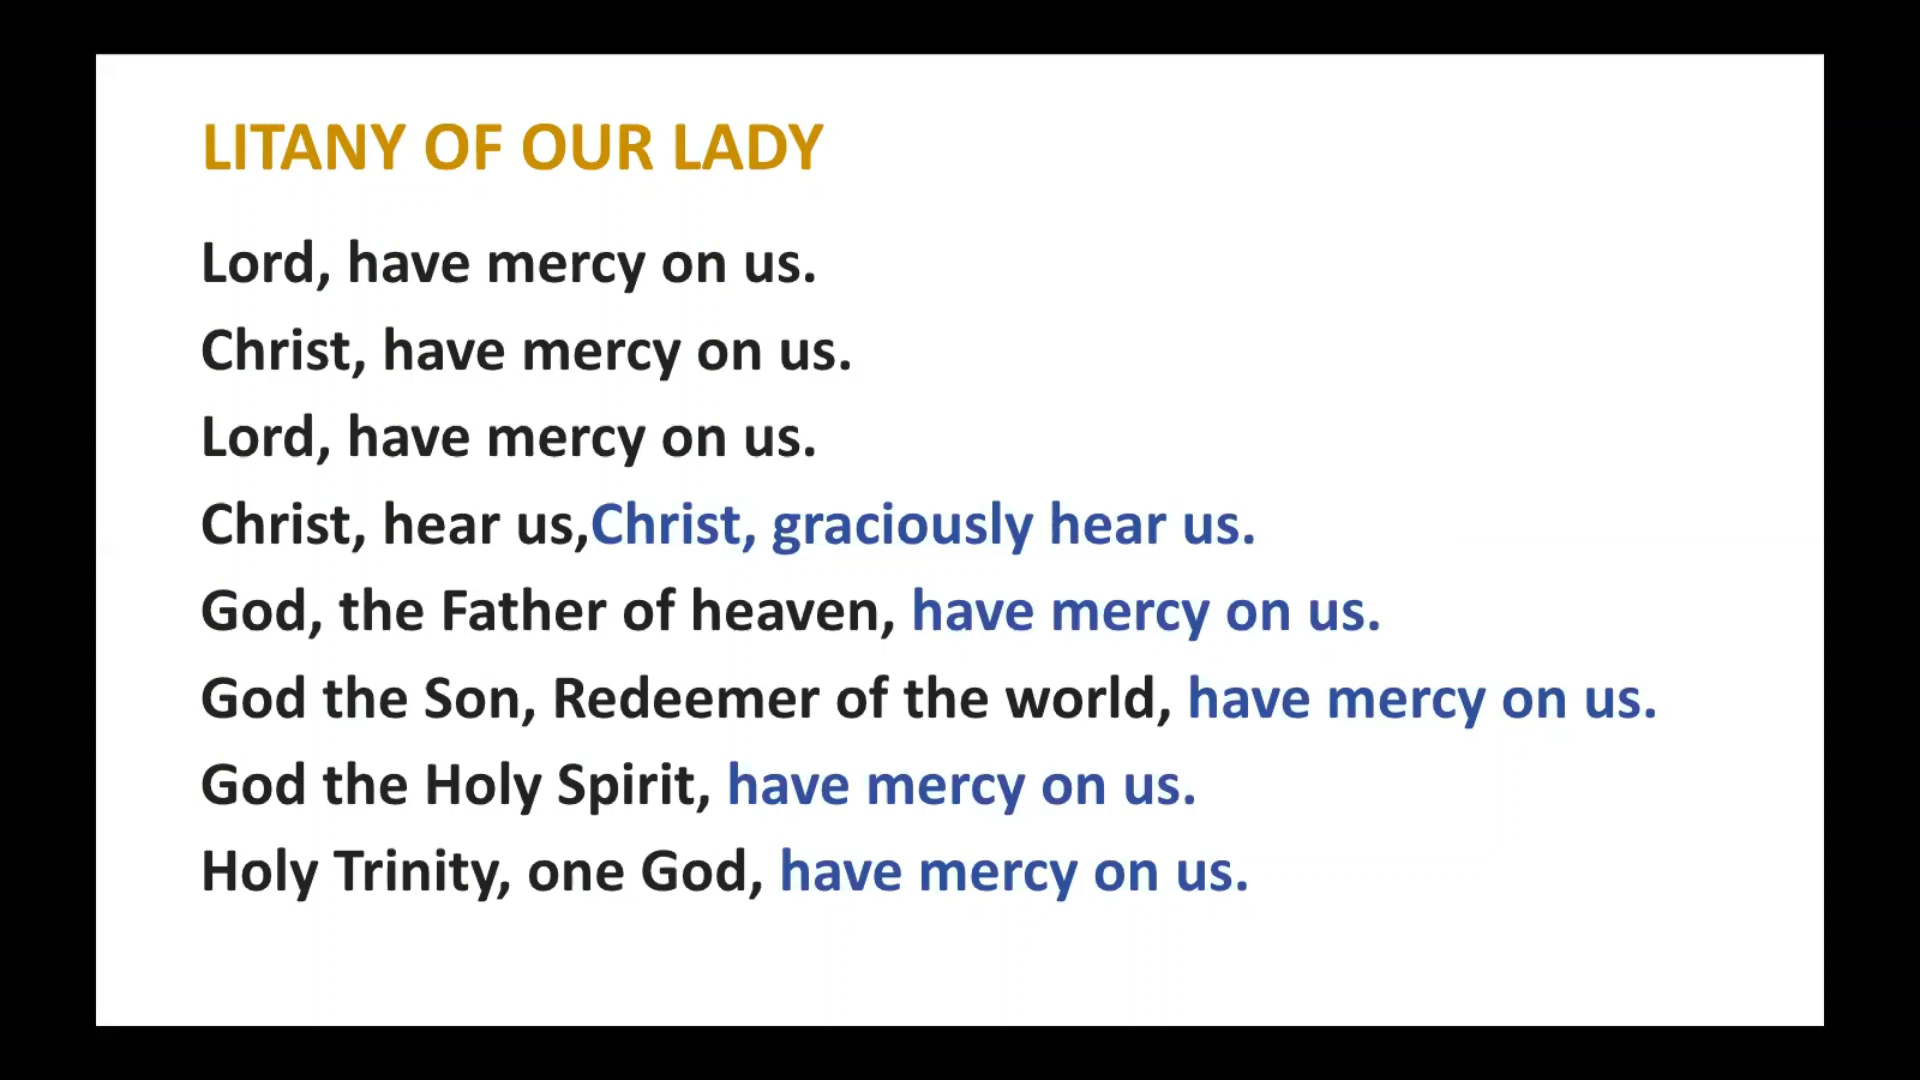 LITANY OF OUR LADY
Lord, have mercy on us.
Christ, have mercy on us.
Lord, have mercy on us.
Christ, hear us,Christ, graciously hear us.
God, the Father of heaven, have mercy on us.
God the Son, Redeemer of the world, have mercy on us.
God the Holy Spirit, have mercy on us.
Holy Trinity, one God, have mercy on us.